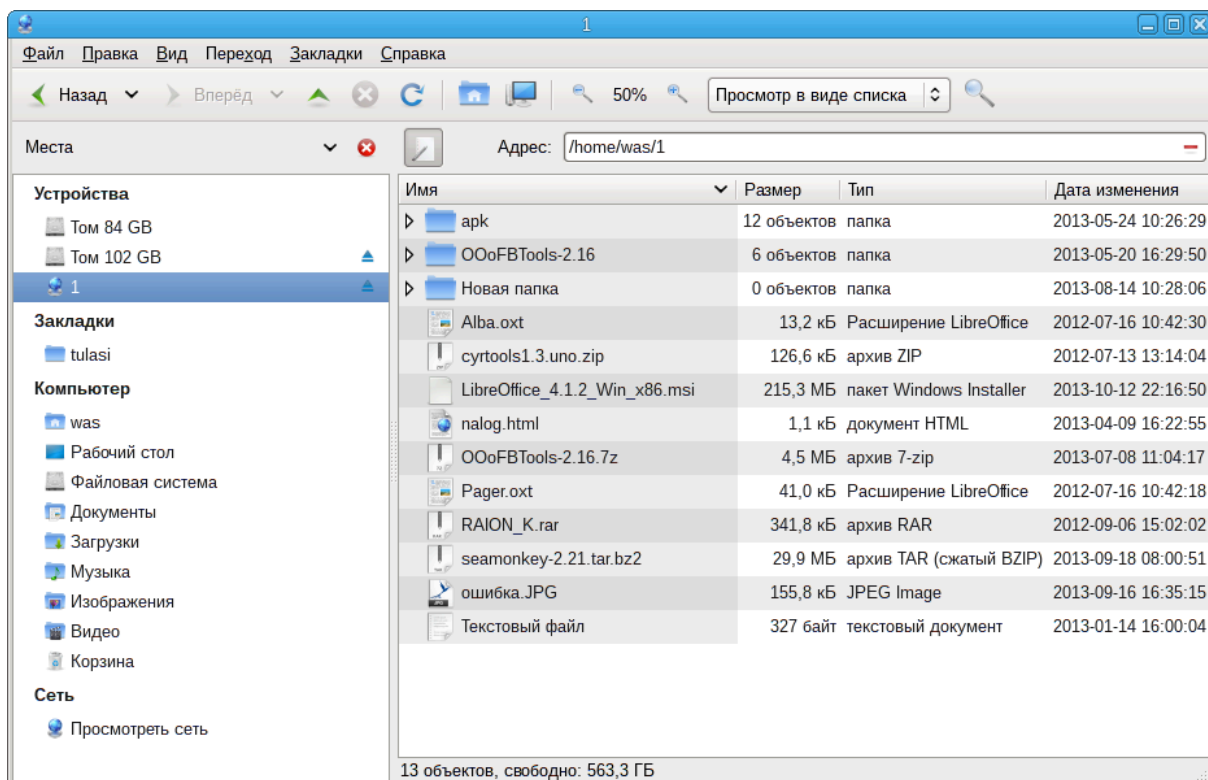 1
Файл Правка Вид Переход Закладки Справка
Назад Вперёд 50% Просмотр в виде списка
Места Адрес: /home/was/1
Устройства
Том 84 GB
Том 102 GB
1
Закладки
tulasi
Компьютер
was
Рабочий стол
Файловая система
Документы
Загрузки
Музыка
Изображения
Видео
Корзина
Сеть
Просмотреть сеть
Имя Размер Тип Дата изменения
apk 12 объектов папка 2013-05-24 10:26:29
OOoFBTools-2.16 6 объектов папка 2013-05-20 16:29:50
Новая папка 0 объектов папка 2013-08-14 10:28:06
Alba.oxt 13,2 кБ Расширение LibreOffice 2012-07-16 10:42:30
cyrtools1.3.uno.zip 126,6 кБ архив ZIP 2012-07-13 13:14:04
LibreOffice_4.1.2_Win_x86.msi 215,3 МБ пакет Windows Installer 2013-10-12 22:16:50
nalog.html 1,1 кБ документ HTML 2013-04-09 16:22:55
OOoFBTools-2.16.7z 4,5 МБ архив 7-zip 2013-07-08 11:04:17
Pager.oxt 41,0 кБ Расширение LibreOffice 2012-07-16 10:42:18
RAION_K.rar 341,8 кБ архив RAR 2012-09-06 15:02:02
seamonkey-2.21.tar.bz2 29,9 МБ архив TAR (сжатый BZIP) 2013-09-18 08:00:51
ошибка.JPG 155,8 кБ JPEG Image 2013-09-16 16:35:15
Текстовый файл 327 байт текстовый документ 2013-01-14 16:00:04
13 объектов, свободно: 563,3 ГБ